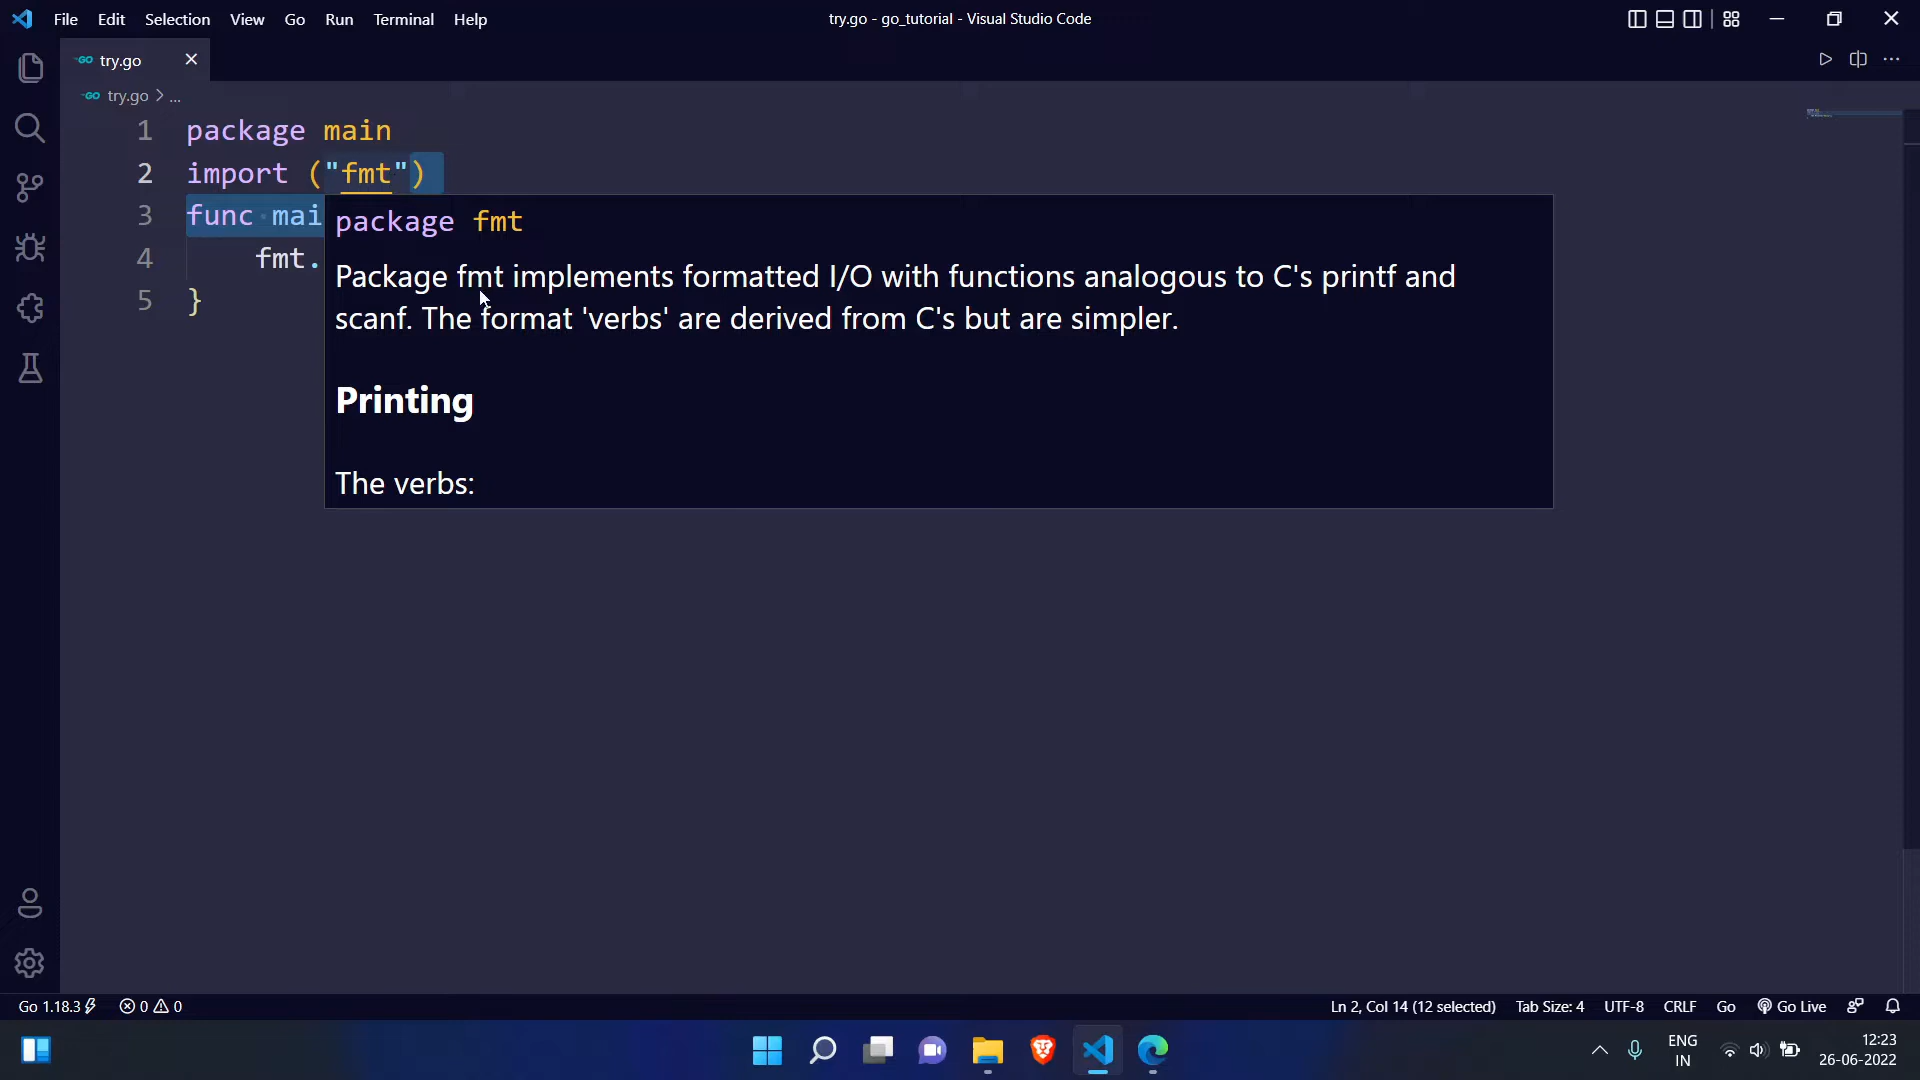 File Edit Selection View Go Run Terminal Help
try.go - go_tutorial - Visual Studio Code
GO try.go
GO try.go > ...
1 package main
2 import ("fmt")
3 func mai
4 fmt.
5 }
package fmt
Package fmt implements formatted I/O with functions analogous to C's printf and
scanf. The format 'verbs' are derived from C's but are simpler.
Printing
The verbs:
Go 1.18.3 0 0 Ln 2, Col 14 (12 selected) Tab Size: 4 UTF-8 CRLF Go Go Live
ENG
IN
12:23
26-06-2022